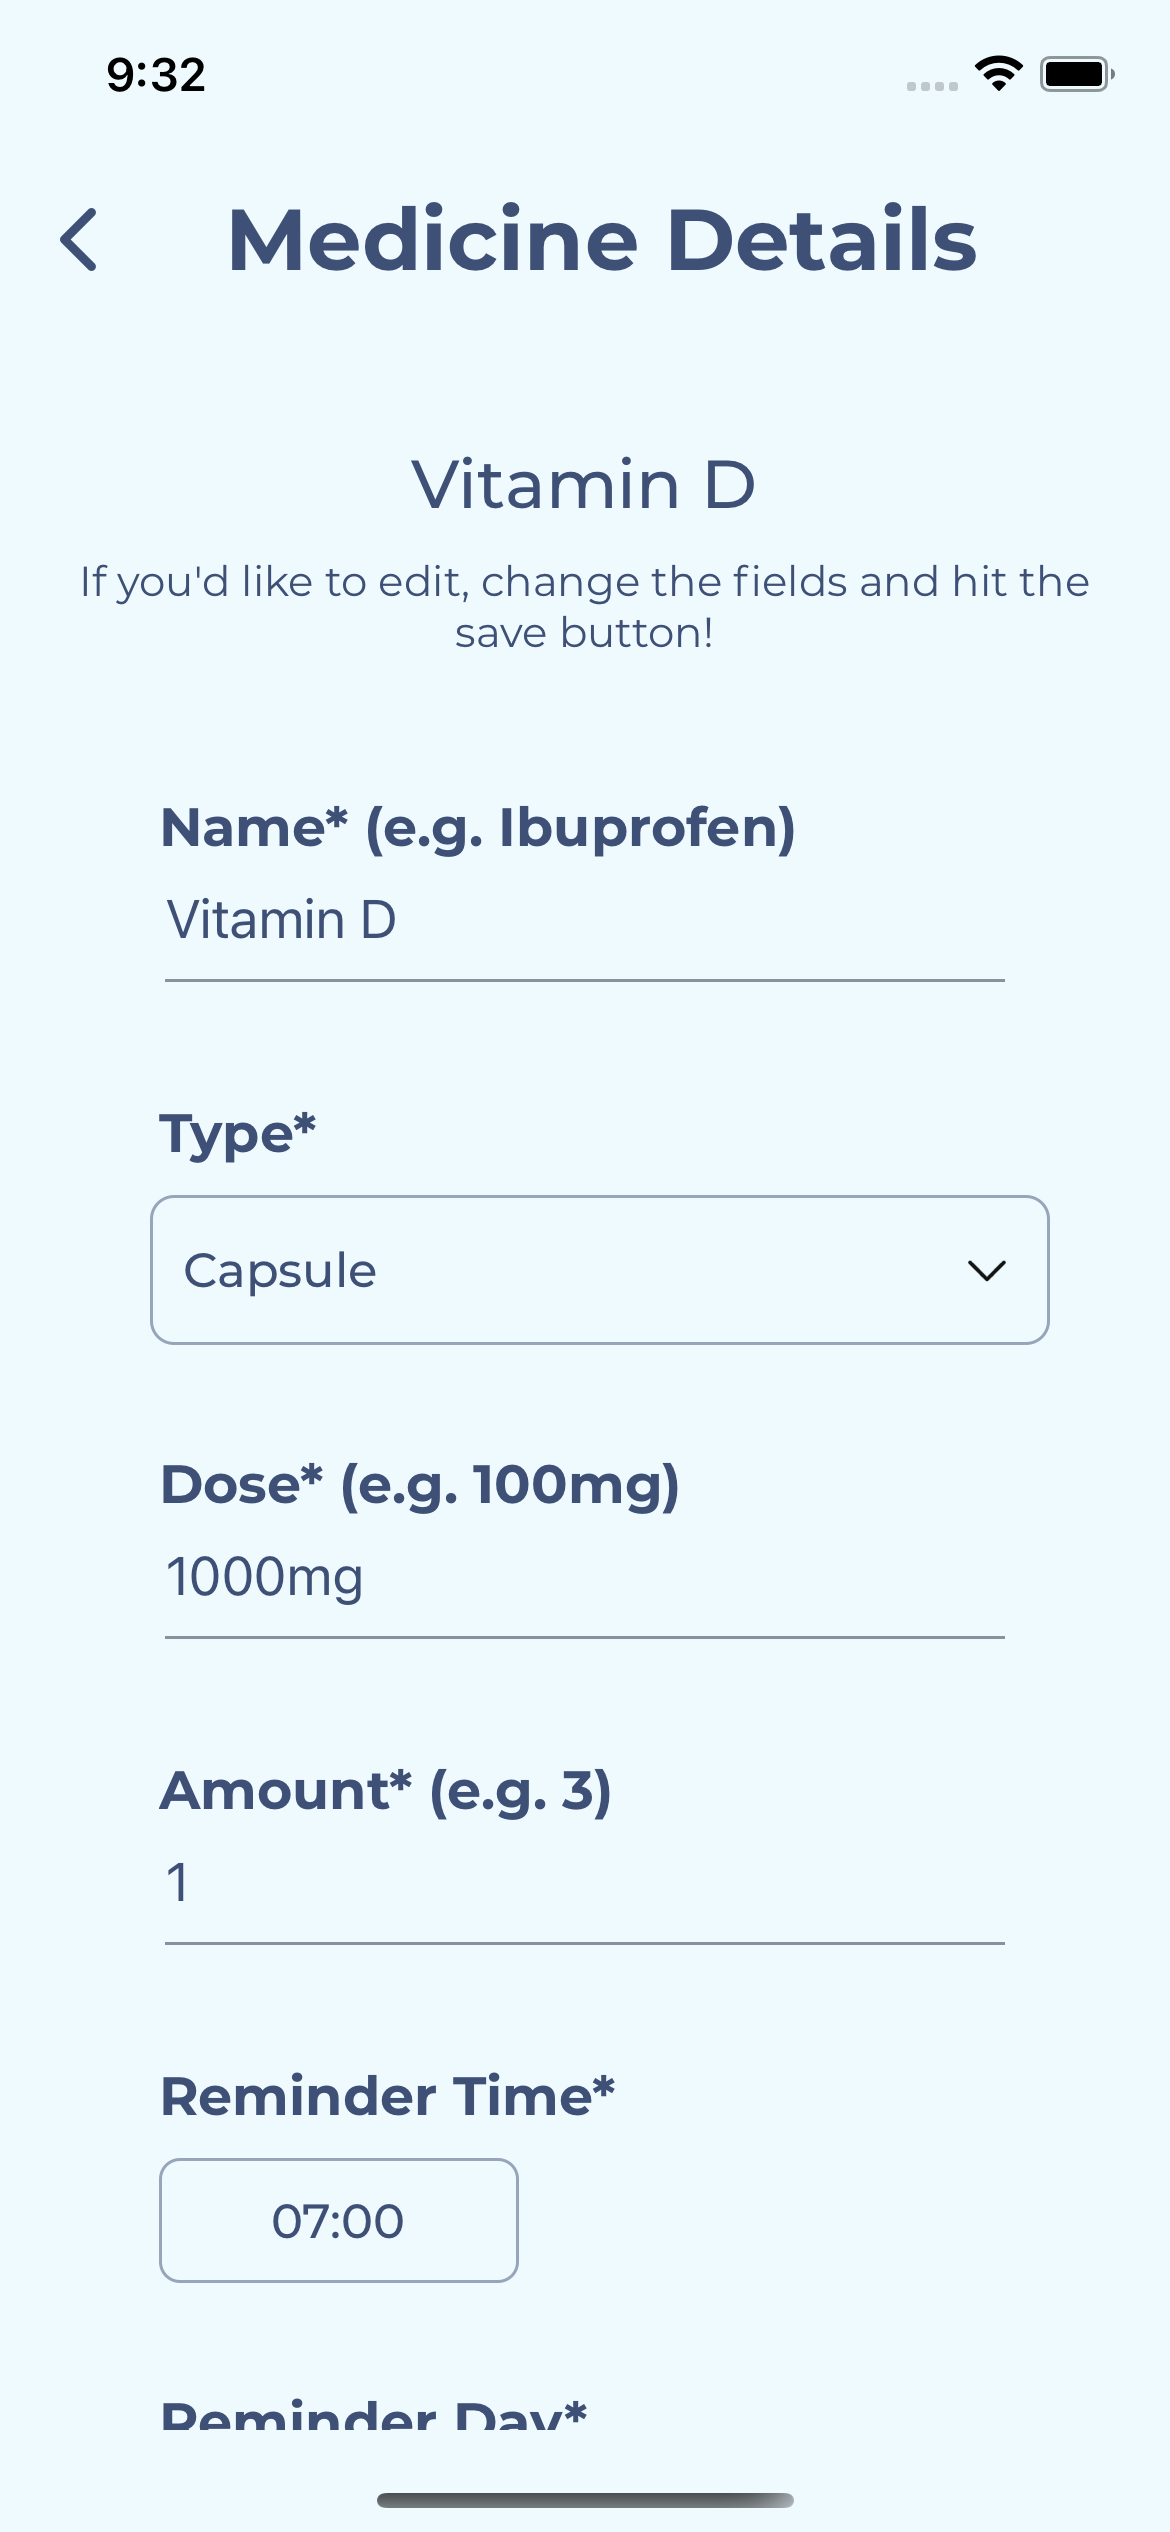 9:32
Medicine Details
Vitamin D
If you'd like to edit, change the fields and hit the
save button!
Name* (e.g. Ibuprofen)
Vitamin D
Type*
Capsule
Dose* (e.g. 100mg)
1000mg
Amount* (e.g. 3)
1
Reminder Time*
07:00
Reminder Day*